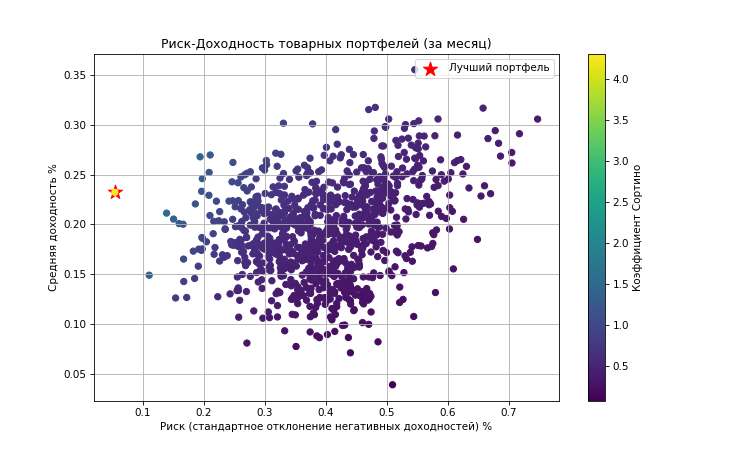 Риск-Доходность товарных портфелей (за месяц)
Лучший портфель
Средняя доходность %
0.35
0.30
0.25
0.20
0.15
0.10
0.05
0.1 0.2 0.3 0.4 0.5 0.6 0.7
Риск (стандартное отклонение негативных доходностей) %
4.0
3.5
3.0
2.5
2.0
1.5
1.0
0.5
Коэффициент Сортино